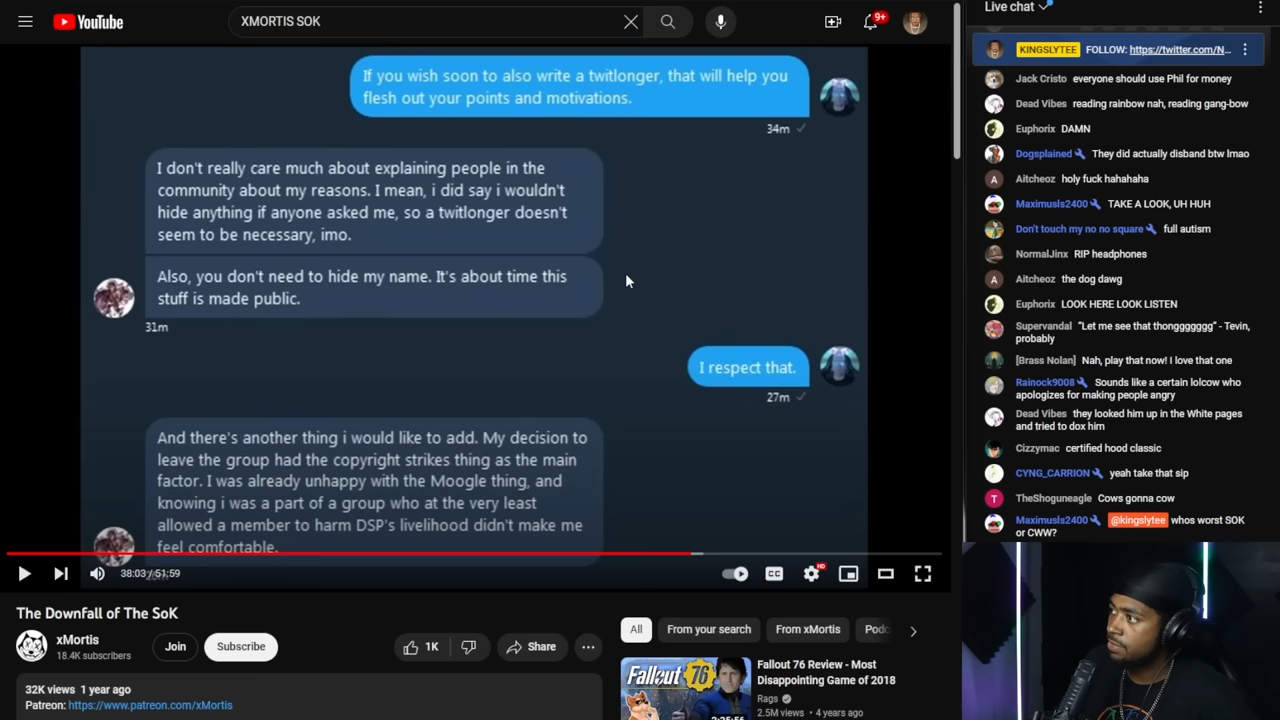 YouTube
XMORTIS SOK
9+
If you wish soon to also write a twitlonger, that will help you
flesh out your points and motivations.
34m
I don't really care much about explaining people in the
community about my reasons. I mean, i did say i wouldn't
hide anything if anyone asked me, so a twitlonger doesn't
seem to be necessary, imo.
Also, you don't need to hide my name. It's about time this
stuff is made public.
31m
I respect that.
27m
And there's another thing i would like to add. My decision to
leave the group had the copyright strikes thing as the main
factor. I was already unhappy with the Moogle thing, and
knowing i was a part of a group who at the very least
allowed a member to harm DSP's livelihood didn't make me
feel comfortable.
38:03 / 51:59
CC
HD
The Downfall of The SoK
xMortis
18.4K subscribers
Join
Subscribe
1K
Share
32K views 1 year ago
Patreon: https://www.patreon.com/xMortis
All
From your search
From xMortis
Podc
Fallout 76
2:25:56
Fallout 76 Review - Most
Disappointing Game of 2018
Rags
2.5M views • 4 years ago
Live chat
KINGSLYTEE FOLLOW: https://twitter.com/N...
Jack Cristo everyone should use Phil for money
Dead Vibes reading rainbow nah, reading gang-bow
Euphorix DAMN
Dogsplained They did actually disband btw lmao
A
Aitcheoz holy fuck hahahaha
Maximusls2400 TAKE A LOOK, UH HUH
Don't touch my no no square full autism
NormalJinx RIP headphones
A
Aitcheoz the dog dawg
Euphorix LOOK HERE LOOK LISTEN
Supervandal "Let me see that thonggggggg" - Tevin,
probably
[Brass Nolan] Nah, play that now! I love that one
Rainock9008 Sounds like a certain lolcow who
apologizes for making people angry
Dead Vibes they looked him up in the White pages
and tried to dox him
Cizzymac certified hood classic
CYNG_CARRION yeah take that sip
T
TheShoguneagle Cows gonna cow
Maximusls2400 @kingslytee whos worst SOK
or CWW?